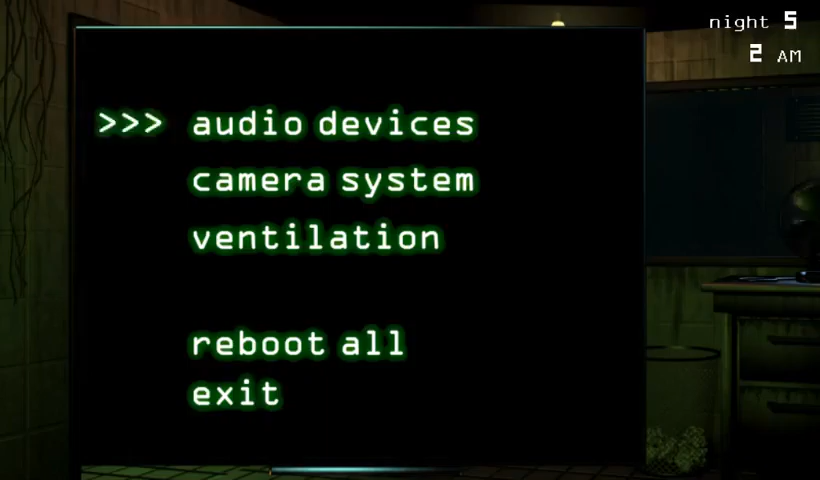 night 5
2 AM
>>> audio devices
camera system
ventilation
reboot all
exit